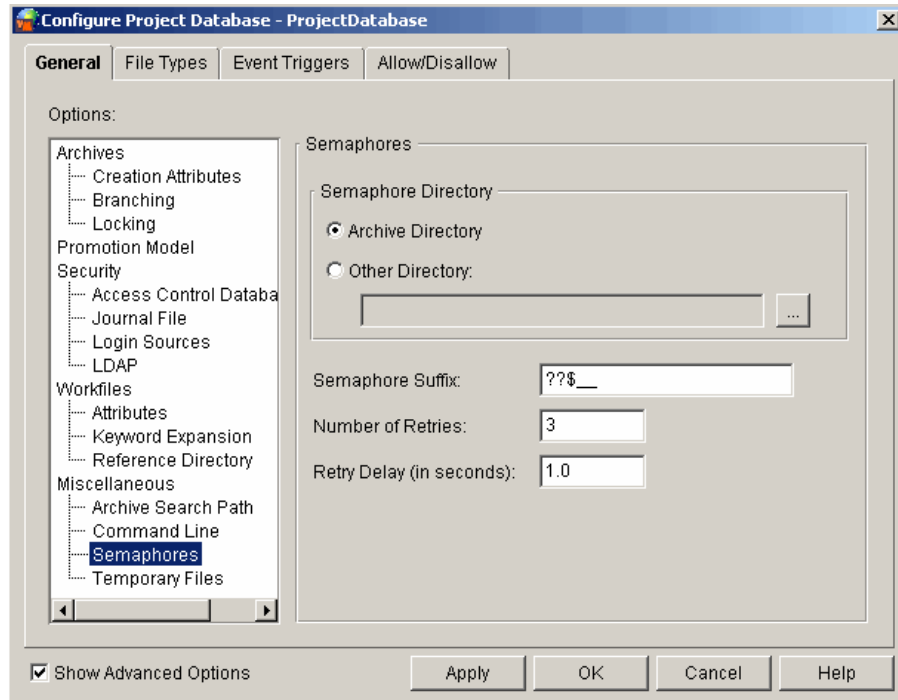 Configure Project Database - ProjectDatabase
General File Types Event Triggers Allow/Disallow
Options:
Archives
Creation Attributes
Branching
Locking
Promotion Model
Security
Access Control Databa
Journal File
Login Sources
LDAP
Workfiles
Attributes
Keyword Expansion
Reference Directory
Miscellaneous
Archive Search Path
Command Line
Semaphores
Temporary Files
Semaphores
Semaphore Directory
Archive Directory
Other Directory:
...
Semaphore Suffix: ??$__
Number of Retries: 3
Retry Delay (in seconds): 1.0
Show Advanced Options Apply OK Cancel Help